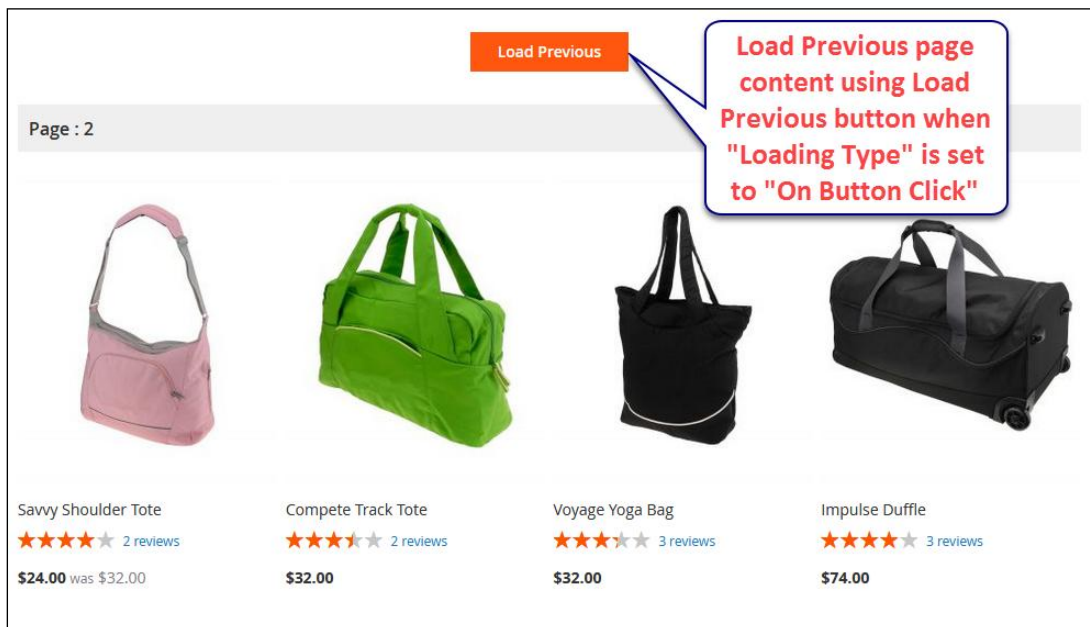 Load Previous
Load Previous page
content using Load
Previous button when
"Loading Type" is set
to "On Button Click"
Page : 2
Savvy Shoulder Tote
Compete Track Tote
Voyage Yoga Bag
Impulse Duffle
2 reviews
2 reviews
3 reviews
3 reviews
$24.00 was $32.00
$32.00
$32.00
$74.00